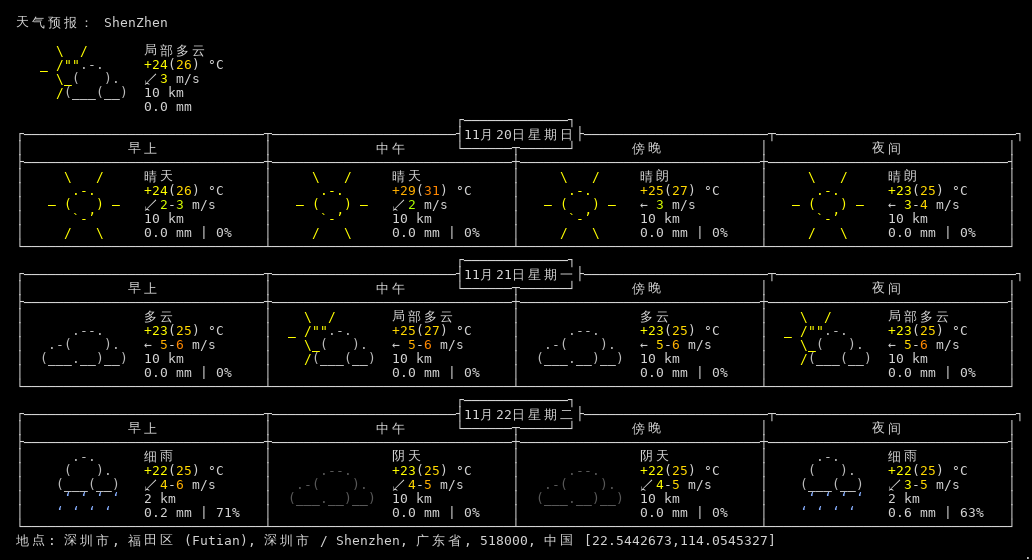 天气预报： ShenZhen
局部多云
+24(26) °C
↙ 3 m/s
10 km
0.0 mm
11月20日星期日
早上 中午 傍晚 夜间
晴天 晴天 晴朗 晴朗
+24(26) °C +29(31) °C +25(27) °C +23(25) °C
↙ 2-3 m/s ↙ 2 m/s ← 3 m/s ← 3-4 m/s
10 km 10 km 10 km 10 km
0.0 mm | 0% 0.0 mm | 0% 0.0 mm | 0% 0.0 mm | 0%
11月21日星期一
早上 中午 傍晚 夜间
多云 局部多云 多云 局部多云
+23(25) °C +25(27) °C +23(25) °C +23(25) °C
← 5-6 m/s ← 5-6 m/s ← 5-6 m/s ← 5-6 m/s
10 km 10 km 10 km 10 km
0.0 mm | 0% 0.0 mm | 0% 0.0 mm | 0% 0.0 mm | 0%
11月22日星期二
早上 中午 傍晚 夜间
细雨 阴天 阴天 细雨
+22(25) °C +23(25) °C +22(25) °C +22(25) °C
↙ 4-6 m/s ↙ 4-5 m/s ↙ 4-5 m/s ↙ 3-5 m/s
2 km 10 km 10 km 2 km
0.2 mm | 71% 0.0 mm | 0% 0.0 mm | 0% 0.6 mm | 63%
地点: 深圳市, 福田区 (Futian), 深圳市 / Shenzhen, 广东省, 518000, 中国 [22.5442673,114.0545327]